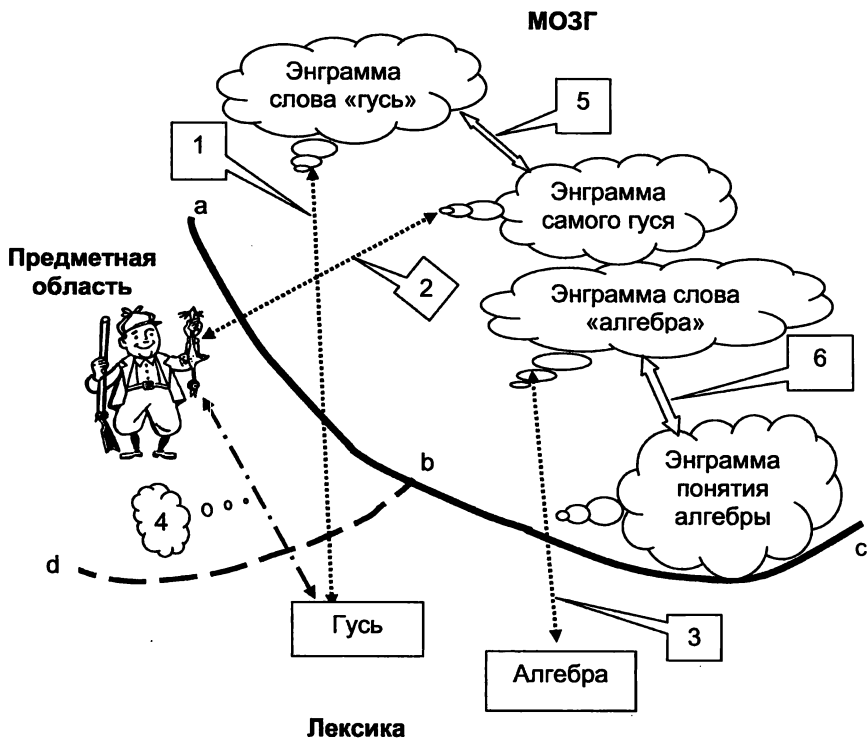 МОЗГ
Энграмма
слова «гусь»
5
1
Энграмма
самого гуся
a
Предметная
область
2
Энграмма слова
«алгебра»
6
b
Энграмма
понятия
алгебры
4
d
c
Гусь
3
Алгебра
Лексика